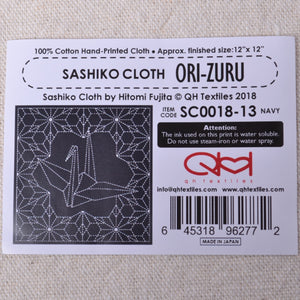 100% Cotton Hand-Printed Cloth • Approx. finished size:12" x 12"
SASHIKO CLOTH ORI-ZURU
Sashiko Cloth by Hitomi Fujita © QH Textiles 2018
ITEM CODE SC0018-13 NAVY
Attention:
The ink used on this print is water soluble.
Do not use steam-iron or water spray.
QH
qh textiles
info@qhtextiles.com www.qhtextiles.com
6 45318 96277 2
MADE IN JAPAN